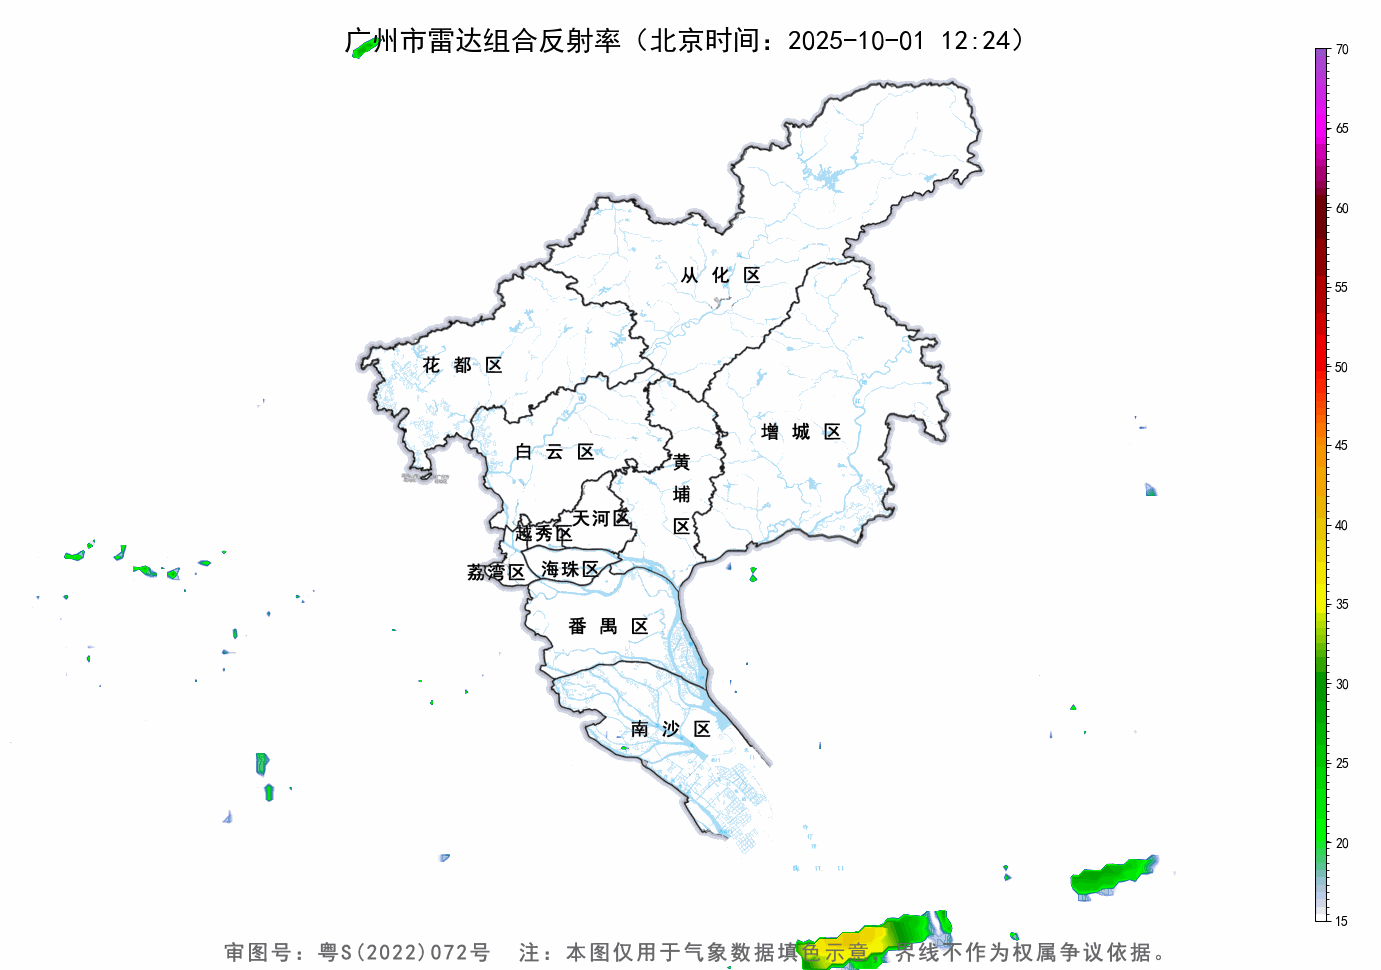 广州市雷达组合反射率（北京时间：2025-10-01 12:24）
70
65
60
55
50
45
40
35
30
25
20
15
从化区
花都区
增城区
白云区
黄埔区
天河区
越秀区
荔湾区
海珠区
番禺区
南沙区
审图号：粤S(2022)072号 注：本图仅用于气象数据填色示意，界线不作为权属争议依据。